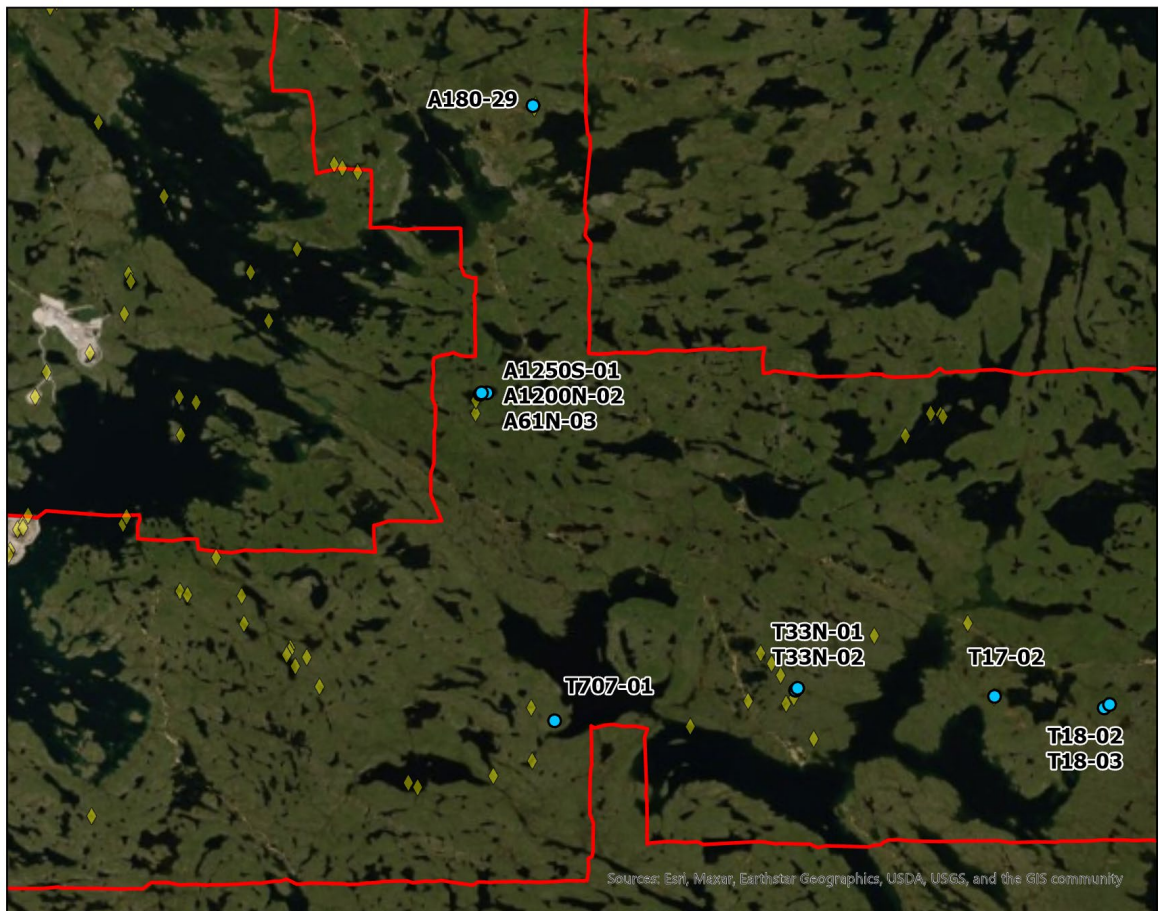 A180-29
A1250S-01
A1200N-02
A61N-03
T33N-01
T33N-02
T17-02
T707-01
T18-02
T18-03
Sources: Esri, Maxar, Earthstar Geographics, USDA, USGS, and the GIS community